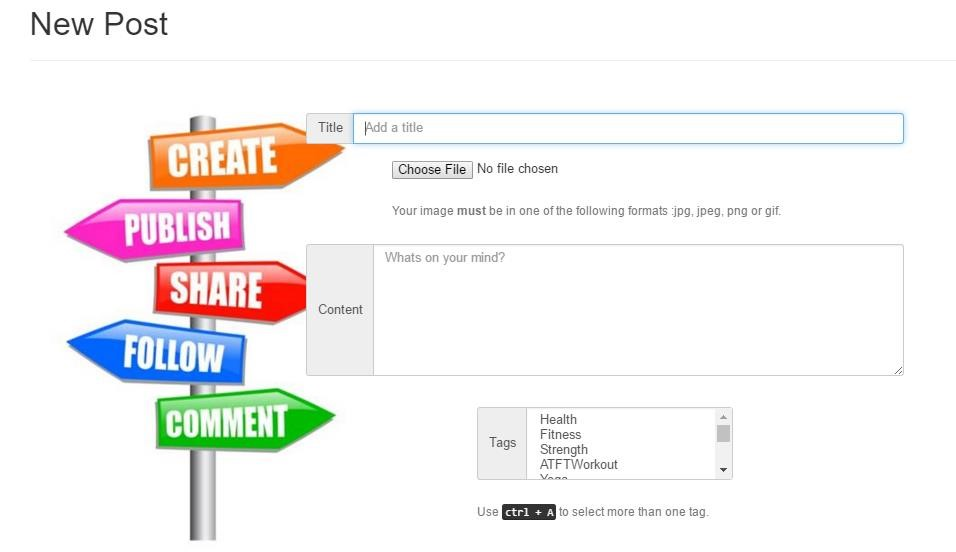 New Post
CREATE
PUBLISH
SHARE
FOLLOW
COMMENT
Title
Add a title
Choose File No file chosen
Your image must be in one of the following formats :jpg, jpeg, png or gif.
Content
Whats on your mind?
Tags
Health
Fitness
Strength
ATFTWorkout
Use ctrl + A to select more than one tag.